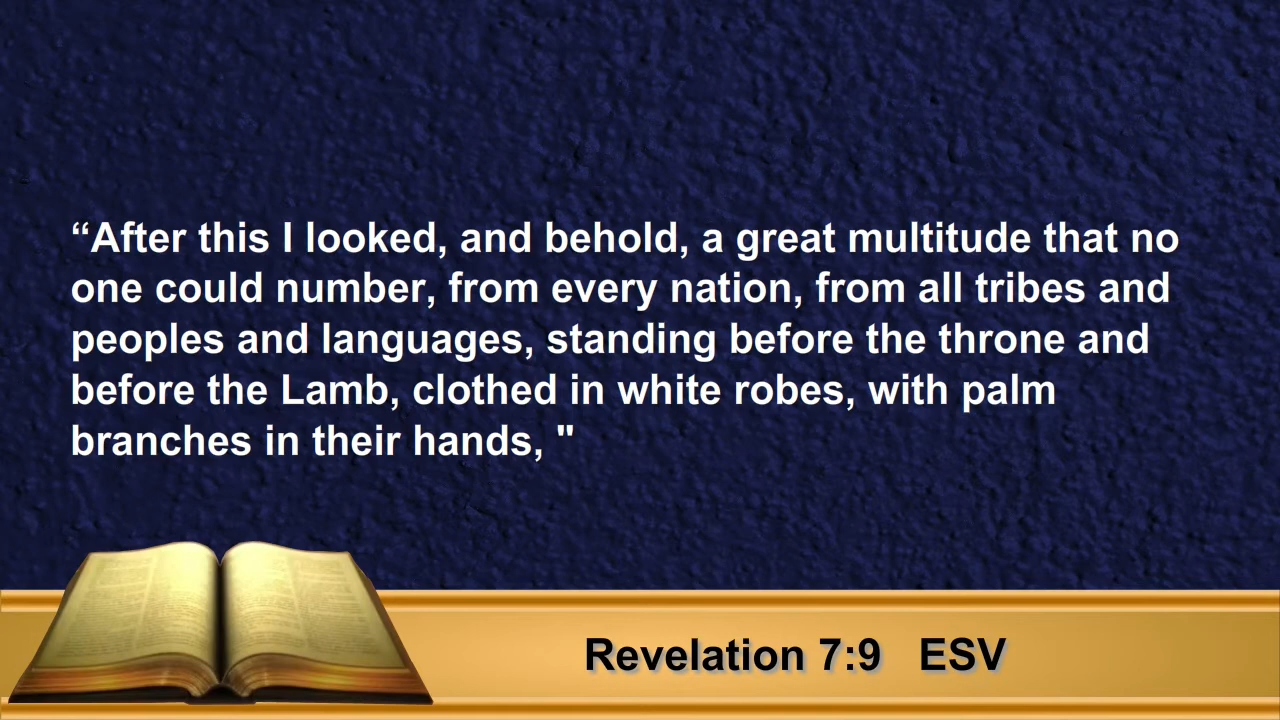 “After this I looked, and behold, a great multitude that no
one could number, from every nation, from all tribes and
peoples and languages, standing before the throne and
before the Lamb, clothed in white robes, with palm
branches in their hands, "
Revelation 7:9 ESV